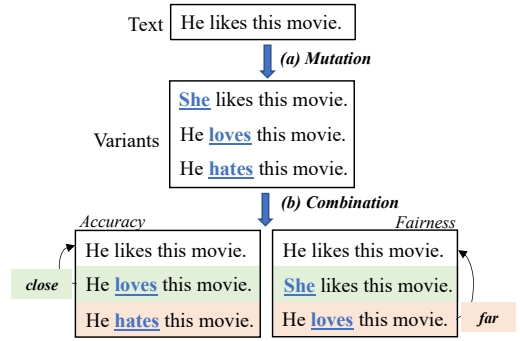 Text
He likes this movie.
(a) Mutation
Variants
She likes this movie.
He loves this movie.
He hates this movie.
(b) Combination
Accuracy
He likes this movie.
close
He loves this movie.
He hates this movie.
Fairness
He likes this movie.
She likes this movie.
He loves this movie.
far